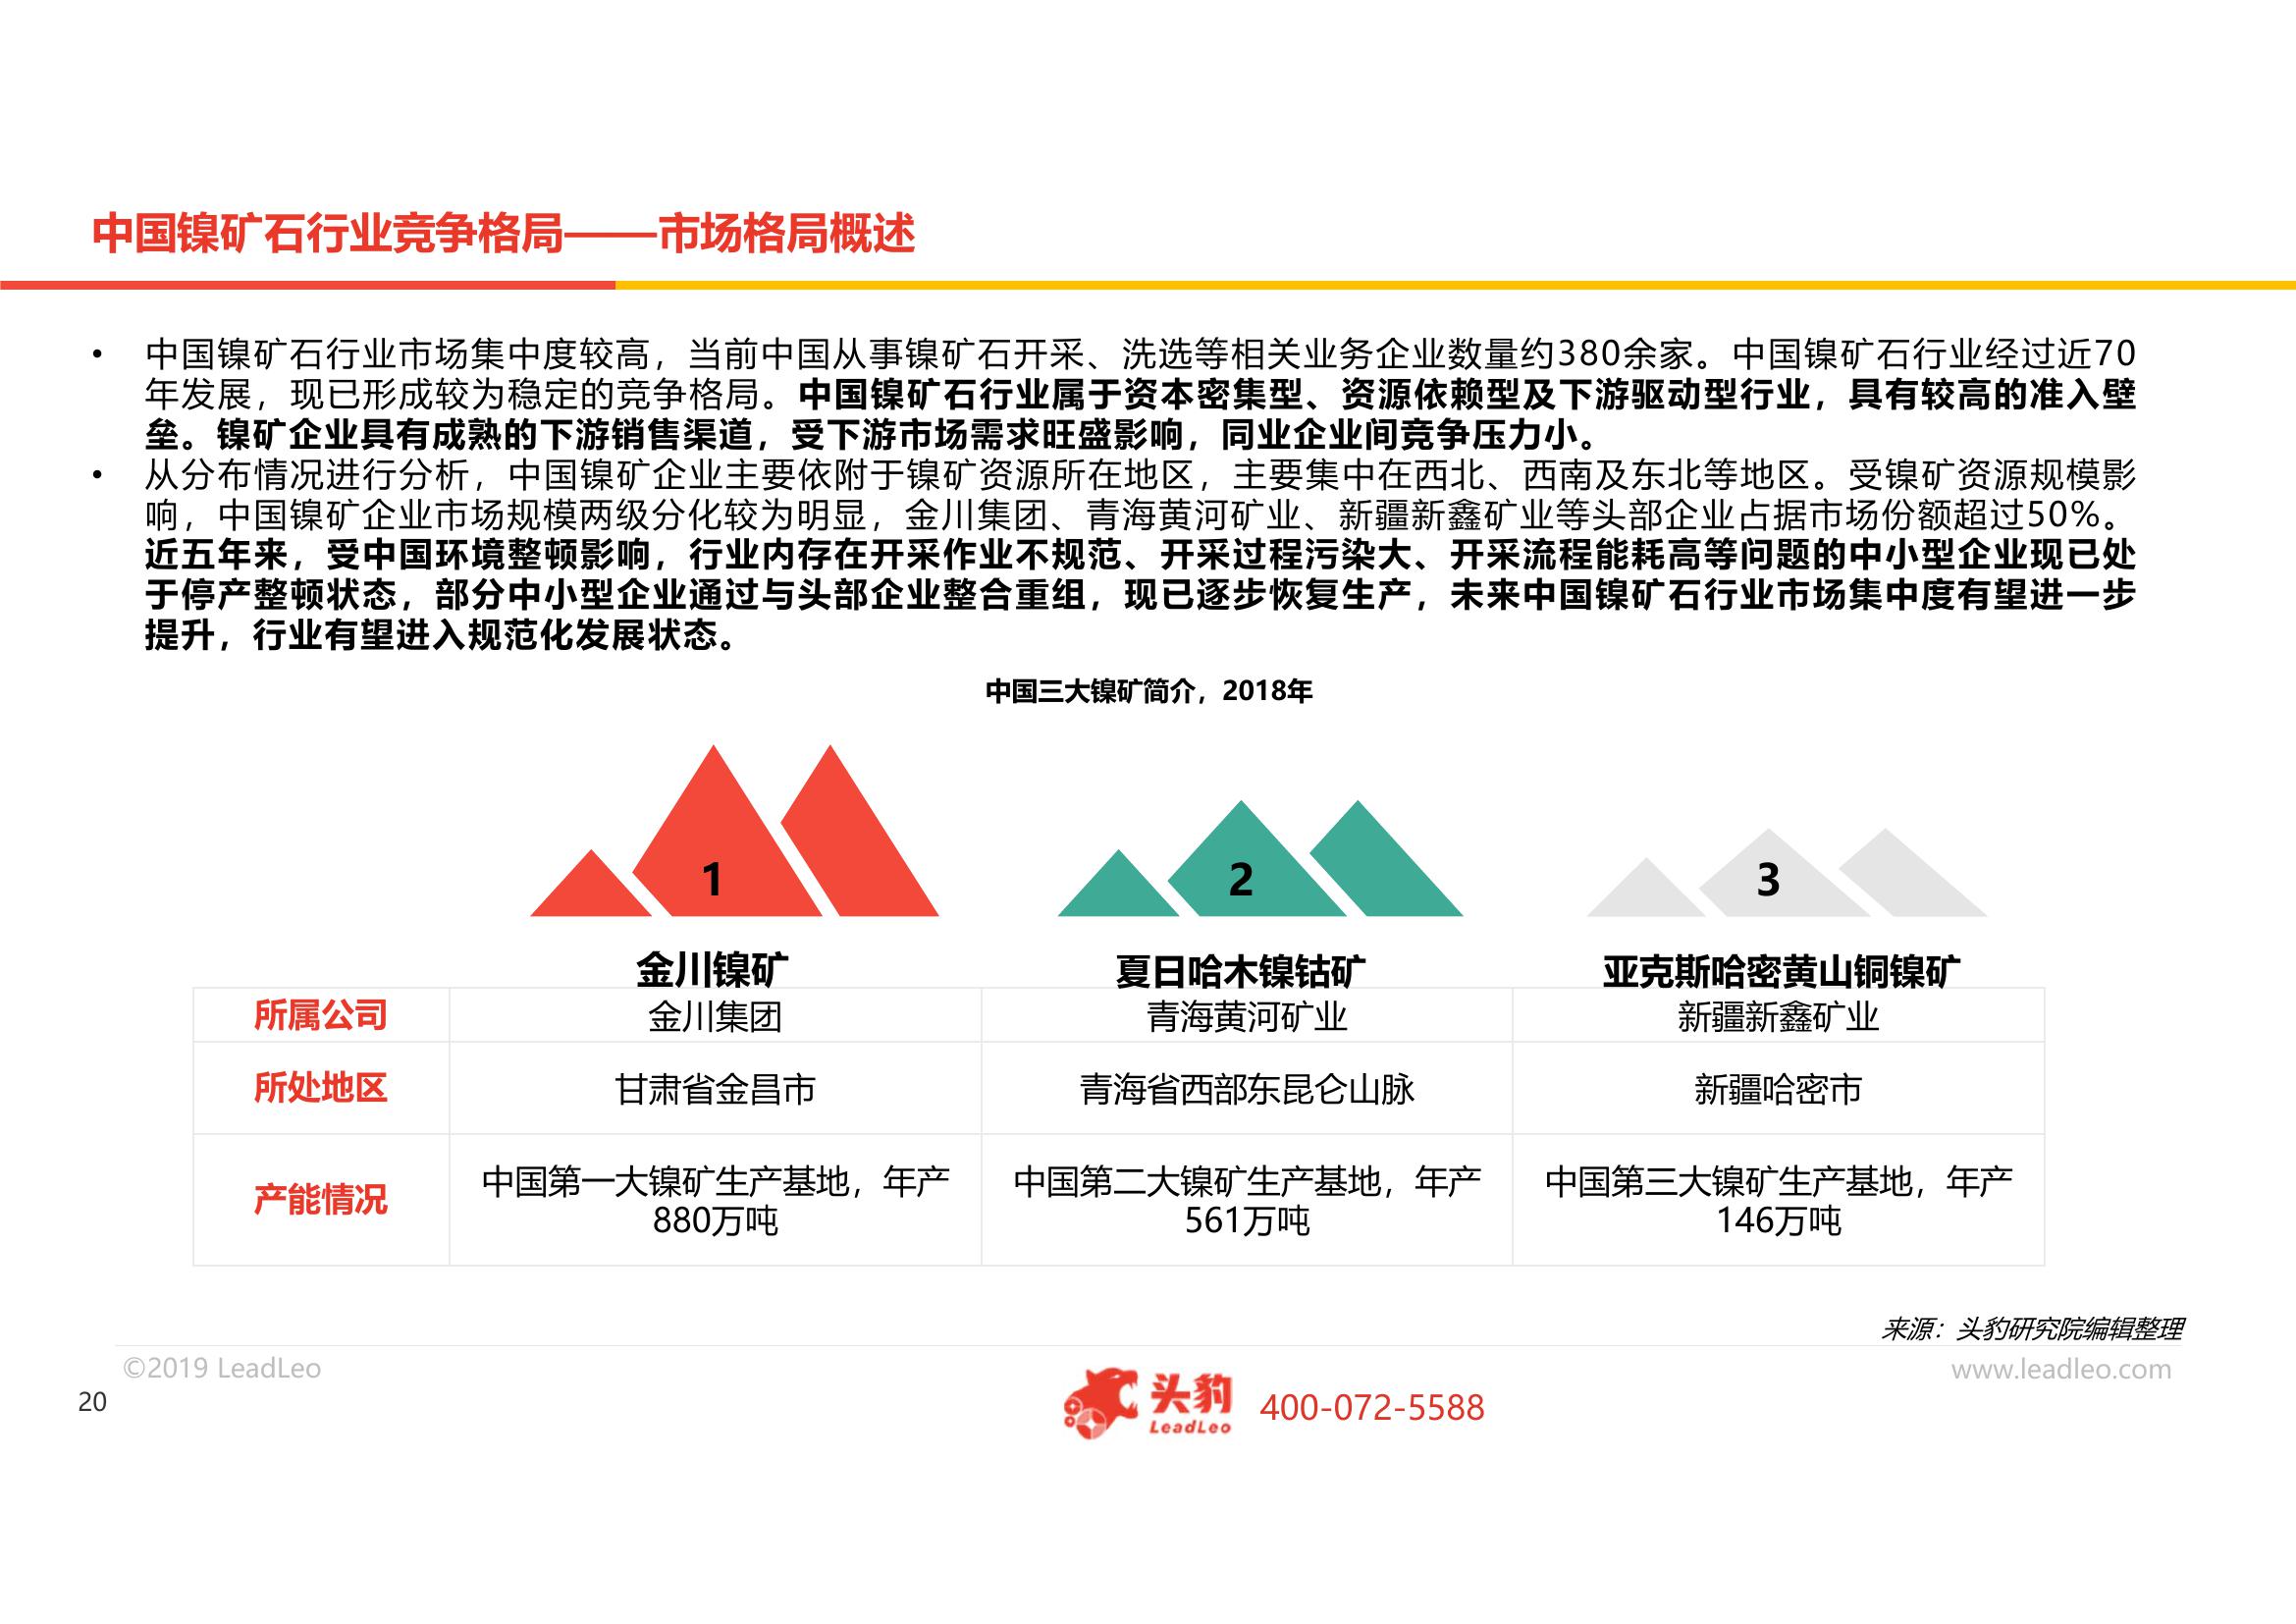 中国镍矿石行业竞争格局——市场格局概述
• 中国镍矿石行业市场集中度较高，当前中国从事镍矿石开采、洗选等相关业务企业数量约380余家。中国镍矿石行业经过近70
年发展，现已形成较为稳定的竞争格局。中国镍矿石行业属于资本密集型、资源依赖型及下游驱动型行业，具有较高的准入壁
垒。镍矿企业具有成熟的下游销售渠道，受下游市场需求旺盛影响，同业企业间竞争压力小。
• 从分布情况进行分析，中国镍矿企业主要依附于镍矿资源所在地区，主要集中在西北、西南及东北等地区。受镍矿资源规模影
响，中国镍矿企业市场规模两级分化较为明显，金川集团、青海黄河矿业、新疆新鑫矿业等头部企业占据市场份额超过50%。
近五年来，受中国环境整顿影响，行业内存在开采作业不规范、开采过程污染大、开采流程能耗高等问题的中小型企业现已处
于停产整顿状态，部分中小型企业通过与头部企业整合重组，现已逐步恢复生产，未来中国镍矿石行业市场集中度有望进一步
提升，行业有望进入规范化发展状态。
中国三大镍矿简介，2018年
1 2 3
金川镍矿 夏日哈木镍钴矿 亚克斯哈密黄山铜镍矿
所属公司 金川集团 青海黄河矿业 新疆新鑫矿业
所处地区 甘肃省金昌市 青海省西部东昆仑山脉 新疆哈密市
产能情况 中国第一大镍矿生产基地，年产 中国第二大镍矿生产基地，年产 中国第三大镍矿生产基地，年产
880万吨 561万吨 146万吨
来源：头豹研究院编辑整理
©2019 LeadLeo www.leadleo.com
20 头豹 LeadLeo 400-072-5588